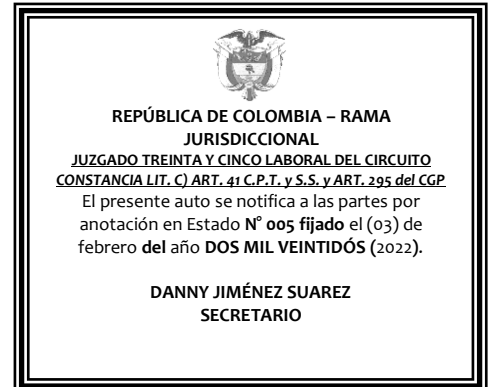 REPÚBLICA DE COLOMBIA – RAMA
JURISDICCIONAL
JUZGADO TREINTA Y CINCO LABORAL DEL CIRCUITO
CONSTANCIA LIT. C) ART. 41 C.P.T. y S.S. y ART. 295 del CGP
El presente auto se notifica a las partes por
anotación en Estado N° 005 fijado el (03) de
febrero del año DOS MIL VEINTIDÓS (2022).
DANNY JIMÉNEZ SUAREZ
SECRETARIO